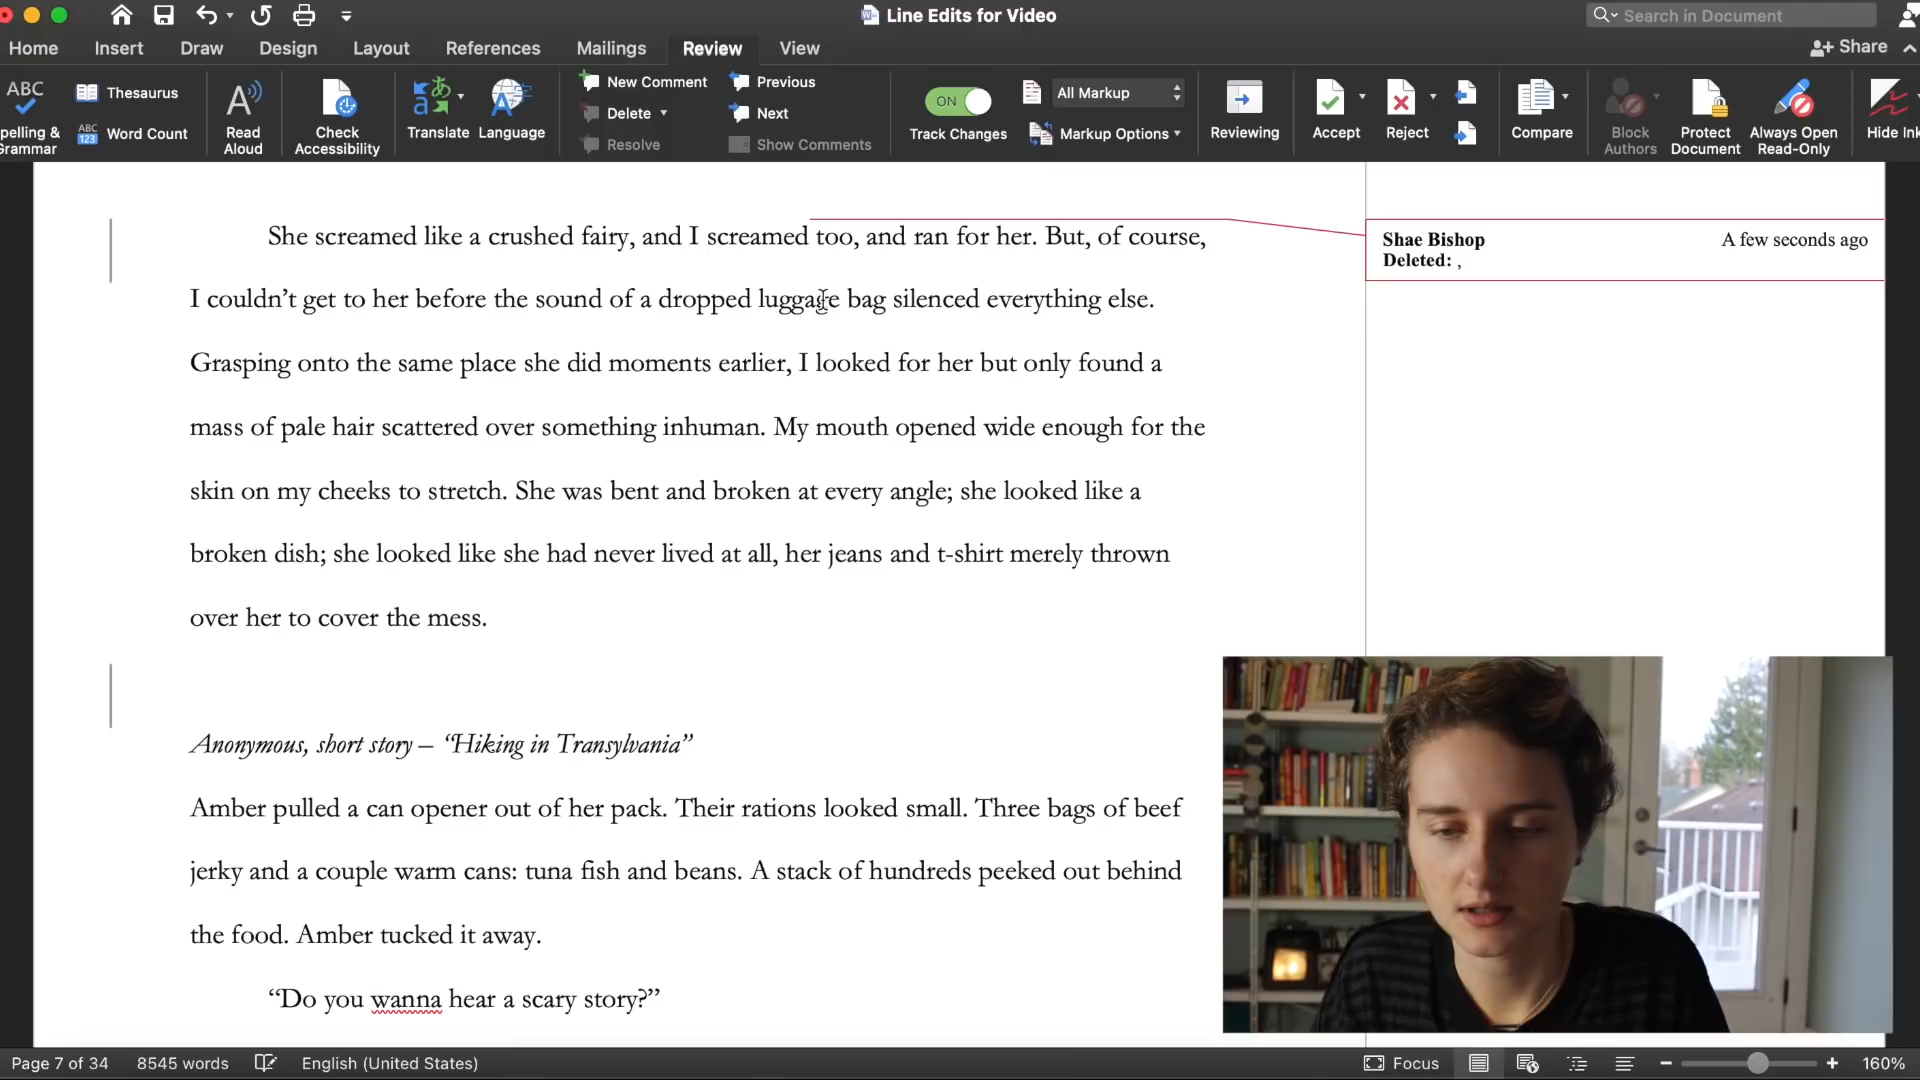 Line Edits for Video
Search in Document
Home Insert Draw Design Layout References Mailings Review View
Share
ABC
pelling & Grammar
Thesaurus
ABC 123 Word Count
A
Read Aloud
Check Accessibility
あ a
Translate
A
Language
New Comment
Delete
Resolve
Previous
Next
Show Comments
ON
Track Changes
All Markup
Markup Options
Reviewing
Accept
Reject
Compare
Block Authors
Protect Document
Always Open Read-Only
Hide Ink
She screamed like a crushed fairy, and I screamed too, and ran for her. But, of course,
I couldn’t get to her before the sound of a dropped luggage bag silenced everything else.
Grasping onto the same place she did moments earlier, I looked for her but only found a
mass of pale hair scattered over something inhuman. My mouth opened wide enough for the
skin on my cheeks to stretch. She was bent and broken at every angle; she looked like a
broken dish; she looked like she had never lived at all, her jeans and t-shirt merely thrown
over her to cover the mess.
Anonymous, short story – “Hiking in Transylvania”
Amber pulled a can opener out of her pack. Their rations looked small. Three bags of beef
jerky and a couple warm cans: tuna fish and beans. A stack of hundreds peeked out behind
the food. Amber tucked it away.
“Do you wanna hear a scary story?”
Shae Bishop A few seconds ago
Deleted: ,
Page 7 of 34 8545 words English (United States) Focus 160%